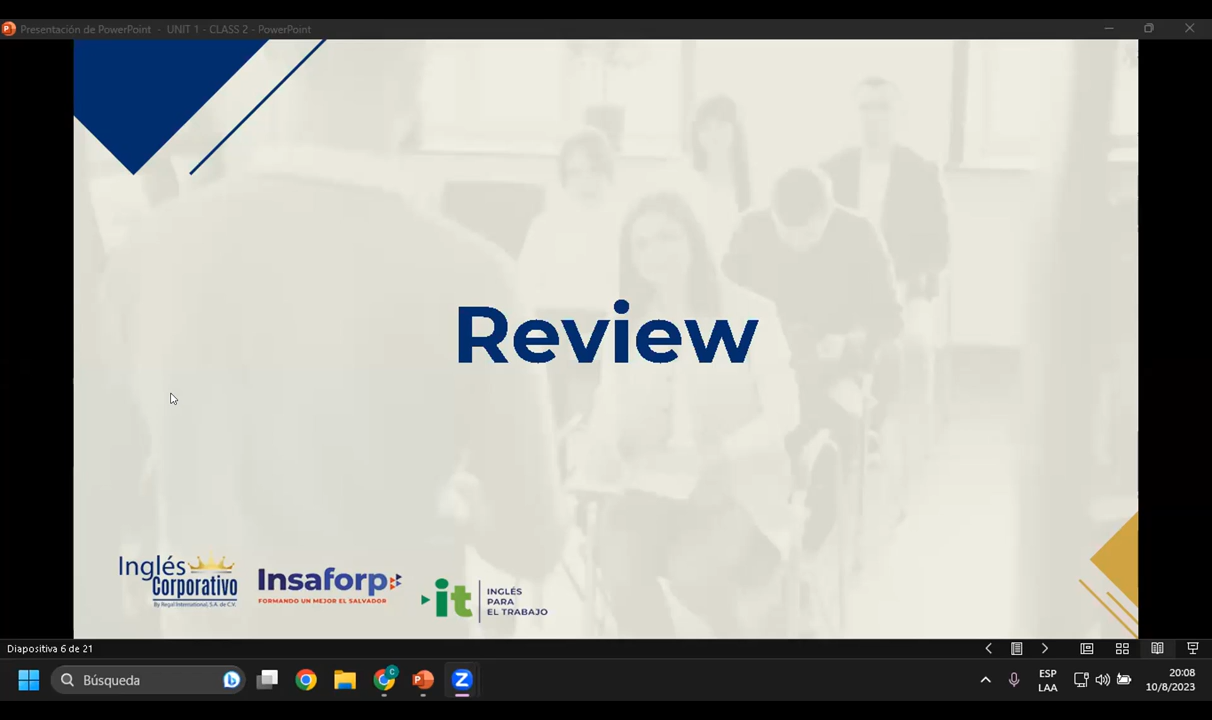 Presentación de PowerPoint - UNIT 1 - CLASS 2 - PowerPoint
Review
Inglés
Corporativo
By Regal International, S.A. de C.V.
Insaforp
FORMANDO UN MEJOR EL SALVADOR
it
INGLÉS
PARA
EL TRABAJO
Diapositiva 6 de 21
Búsqueda
ESP
LAA
20:08
10/8/2023